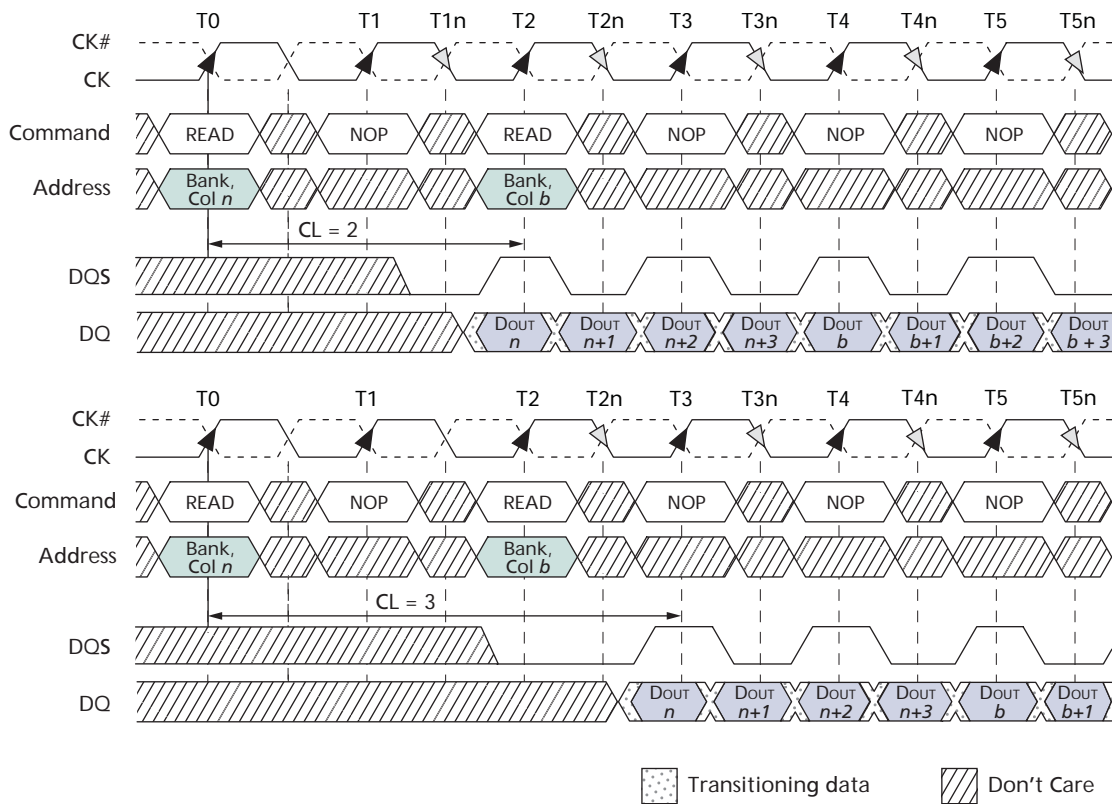 T0 T1 T1n T2 T2n T3 T3n T4 T4n T5 T5n
CK#
CK
Command READ NOP READ NOP NOP NOP
Address Bank, Col n Bank, Col b
CL = 2
DQS
DQ DOUT n DOUT n+1 DOUT n+2 DOUT n+3 DOUT b DOUT b+1 DOUT b+2 DOUT b + 3
T0 T1 T2 T2n T3 T3n T4 T4n T5 T5n
CK#
CK
Command READ NOP READ NOP NOP NOP
Address Bank, Col n Bank, Col b
CL = 3
DQS
DQ DOUT n DOUT n+1 DOUT n+2 DOUT n+3 DOUT b DOUT b+1
Transitioning data Don't Care